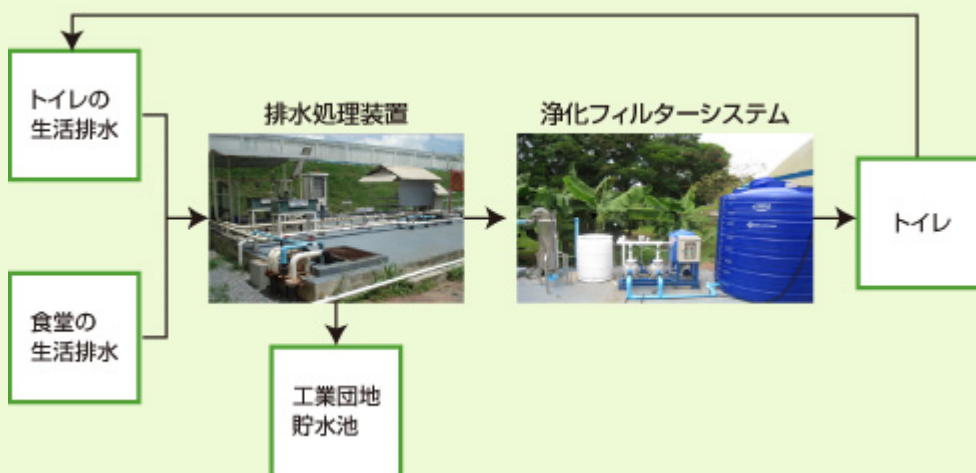 トイレの
生活排水
排水処理装置
浄化フィルターシステム
トイレ
食堂の
生活排水
工業団地
貯水池